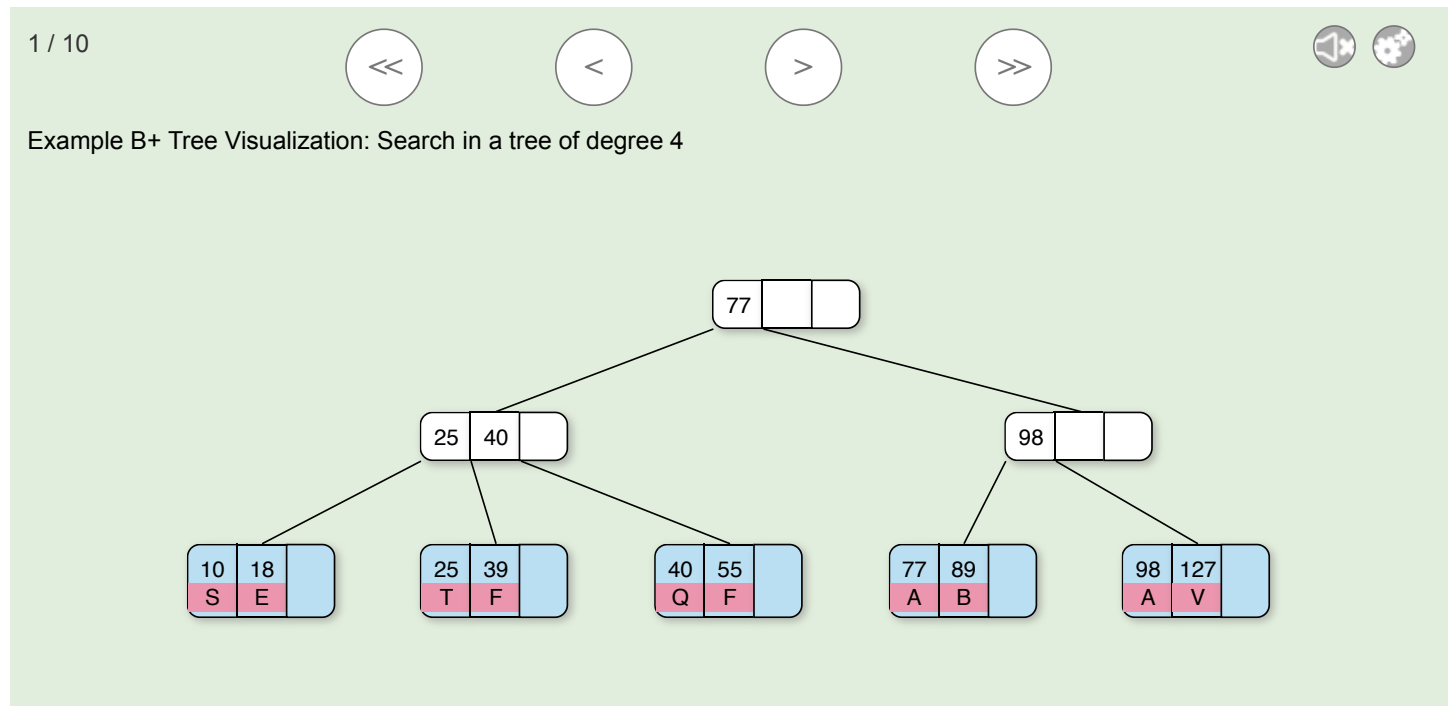 1 / 10
<< < > >>
Example B+ Tree Visualization: Search in a tree of degree 4
77
25 40
98
10 18 25 39 40 55 77 89 98 127
S E T F Q F A B A V